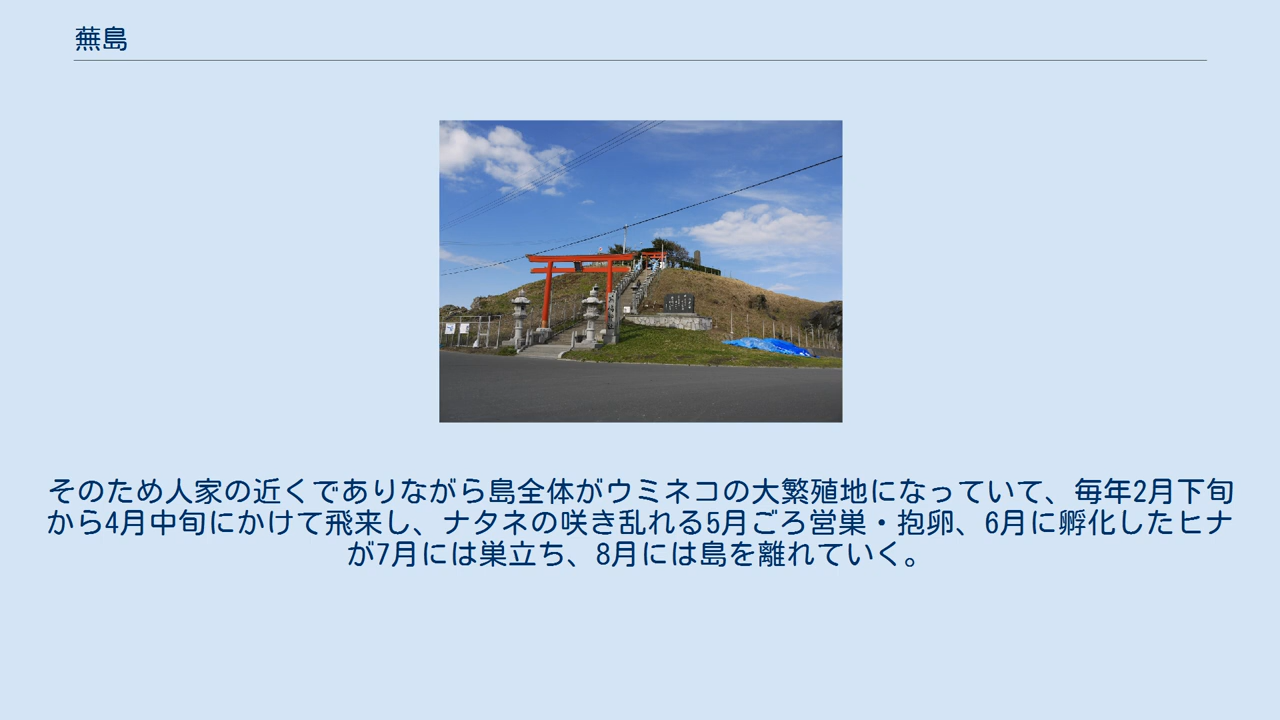 蕪島
そのため人家の近くでありながら島全体がウミネコの大繁殖地になっていて、毎年2月下旬
から4月中旬にかけて飛来し、ナタネの咲き乱れる5月ごろ営巣・抱卵、6月に孵化したヒナ
が7月には巣立ち、8月には島を離れていく。